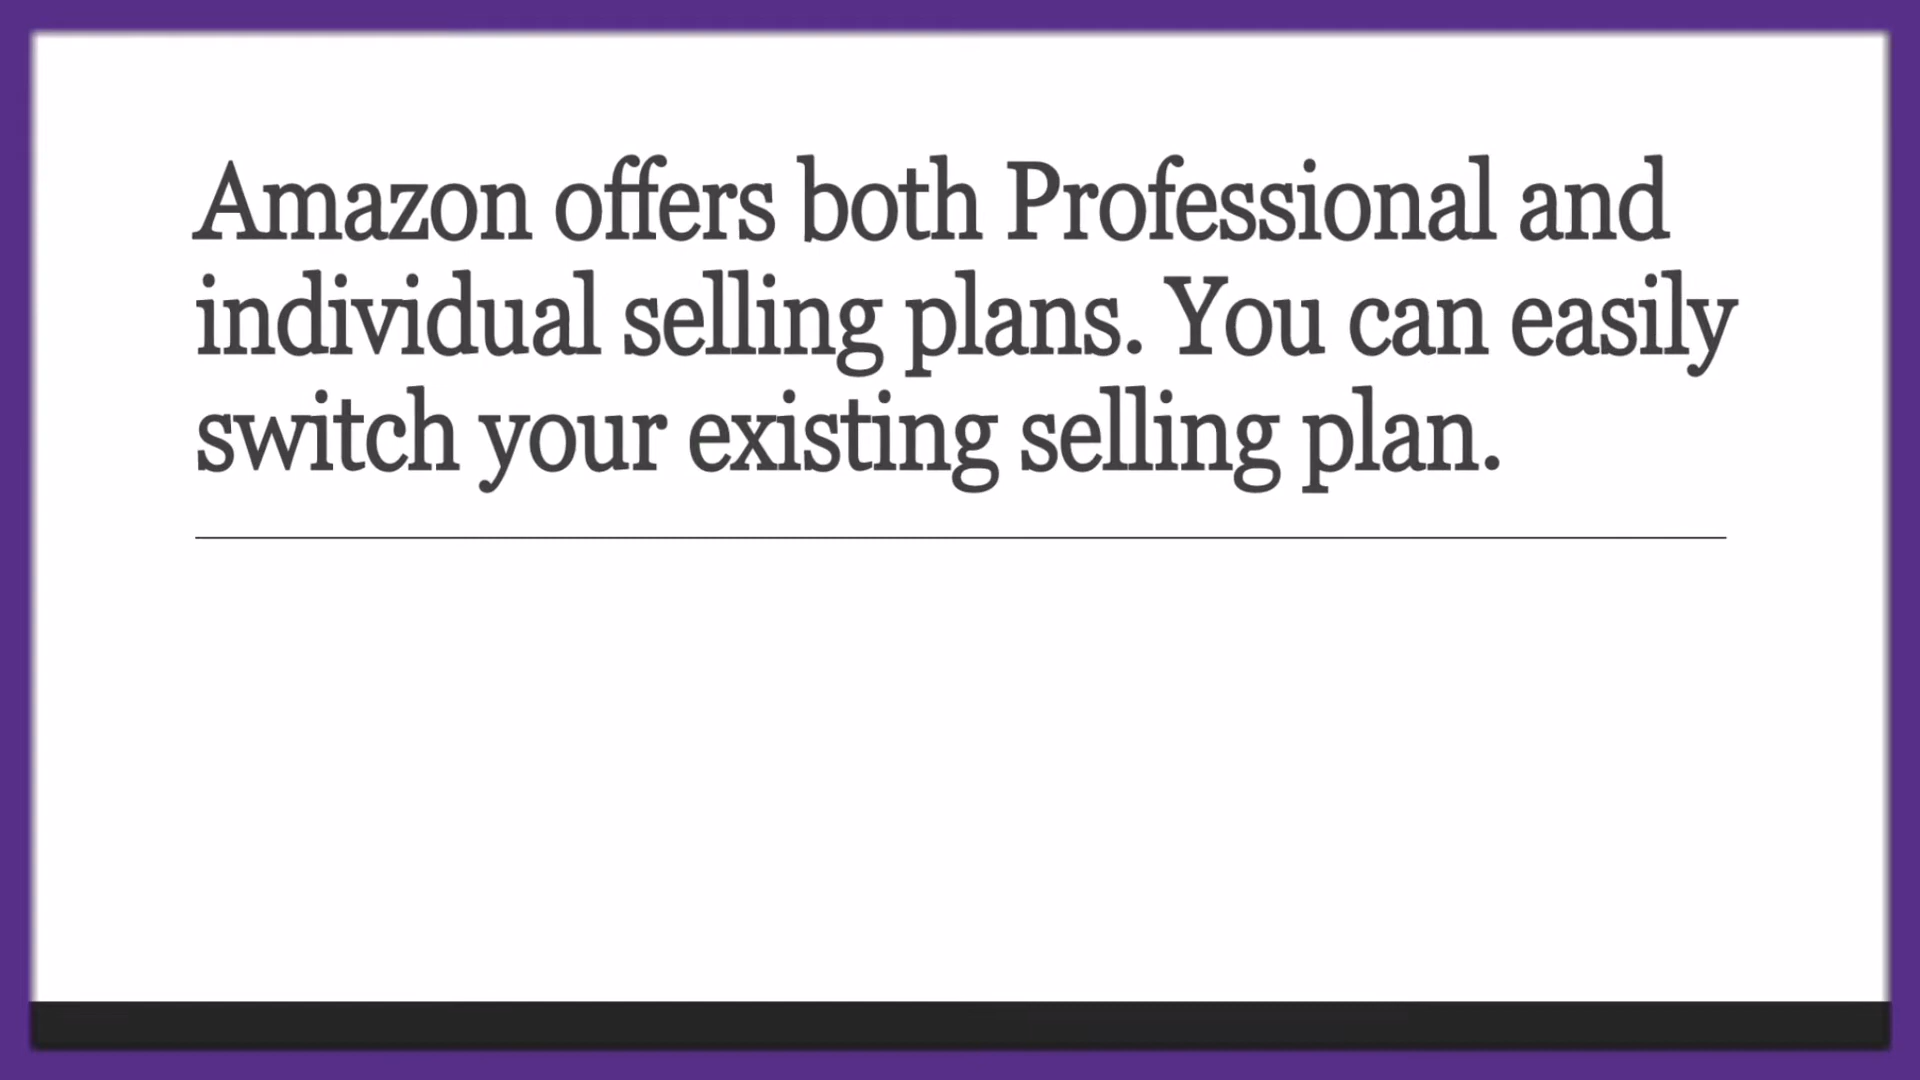 Amazon offers both Professional and
individual selling plans. You can easily
switch your existing selling plan.